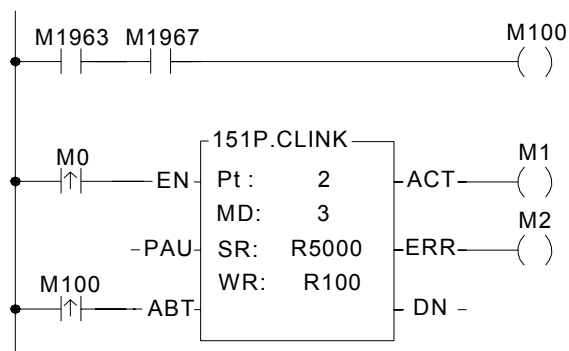 M1963 M1967 M100
151P.CLINK
M0 M1
EN Pt : 2 ACT
MD: 3 M2
PAU SR: R5000 ERR
M100 WR: R100
ABT DN